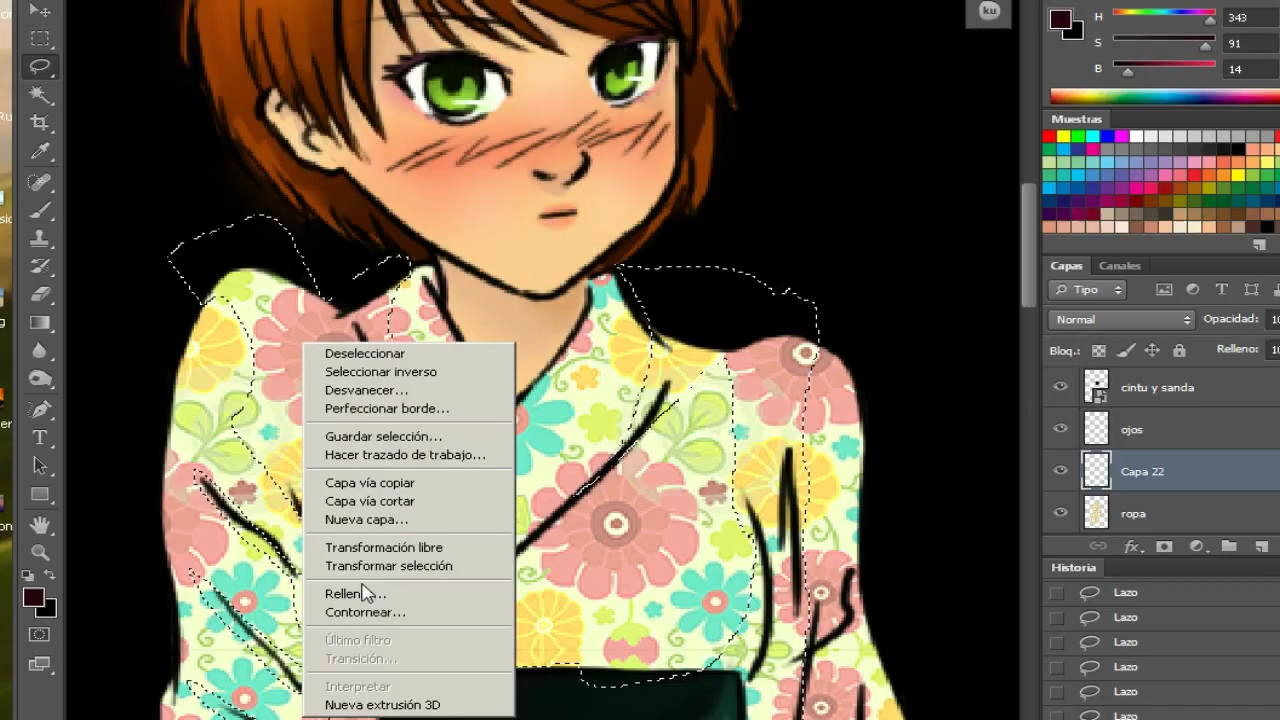 ku
H
343
S
91
B
14
Muestras
Capas
Canales
Tipo
Normal
Opacidad:
Bloq.:
Relleno:
cintu y sanda
ojos
Capa 22
ropa
fx
Historia
Lazo
Lazo
Lazo
Lazo
Lazo
Lazo
Deseleccionar
Seleccionar inverso
Desvanecer...
Perfeccionar borde...
Guardar selección...
Hacer trazado de trabajo...
Capa vía copiar
Capa vía cortar
Nueva capa...
Transformación libre
Transformar selección
Contornear...
Último filtro
Transición...
Interpretar
Nueva extrusión 3D